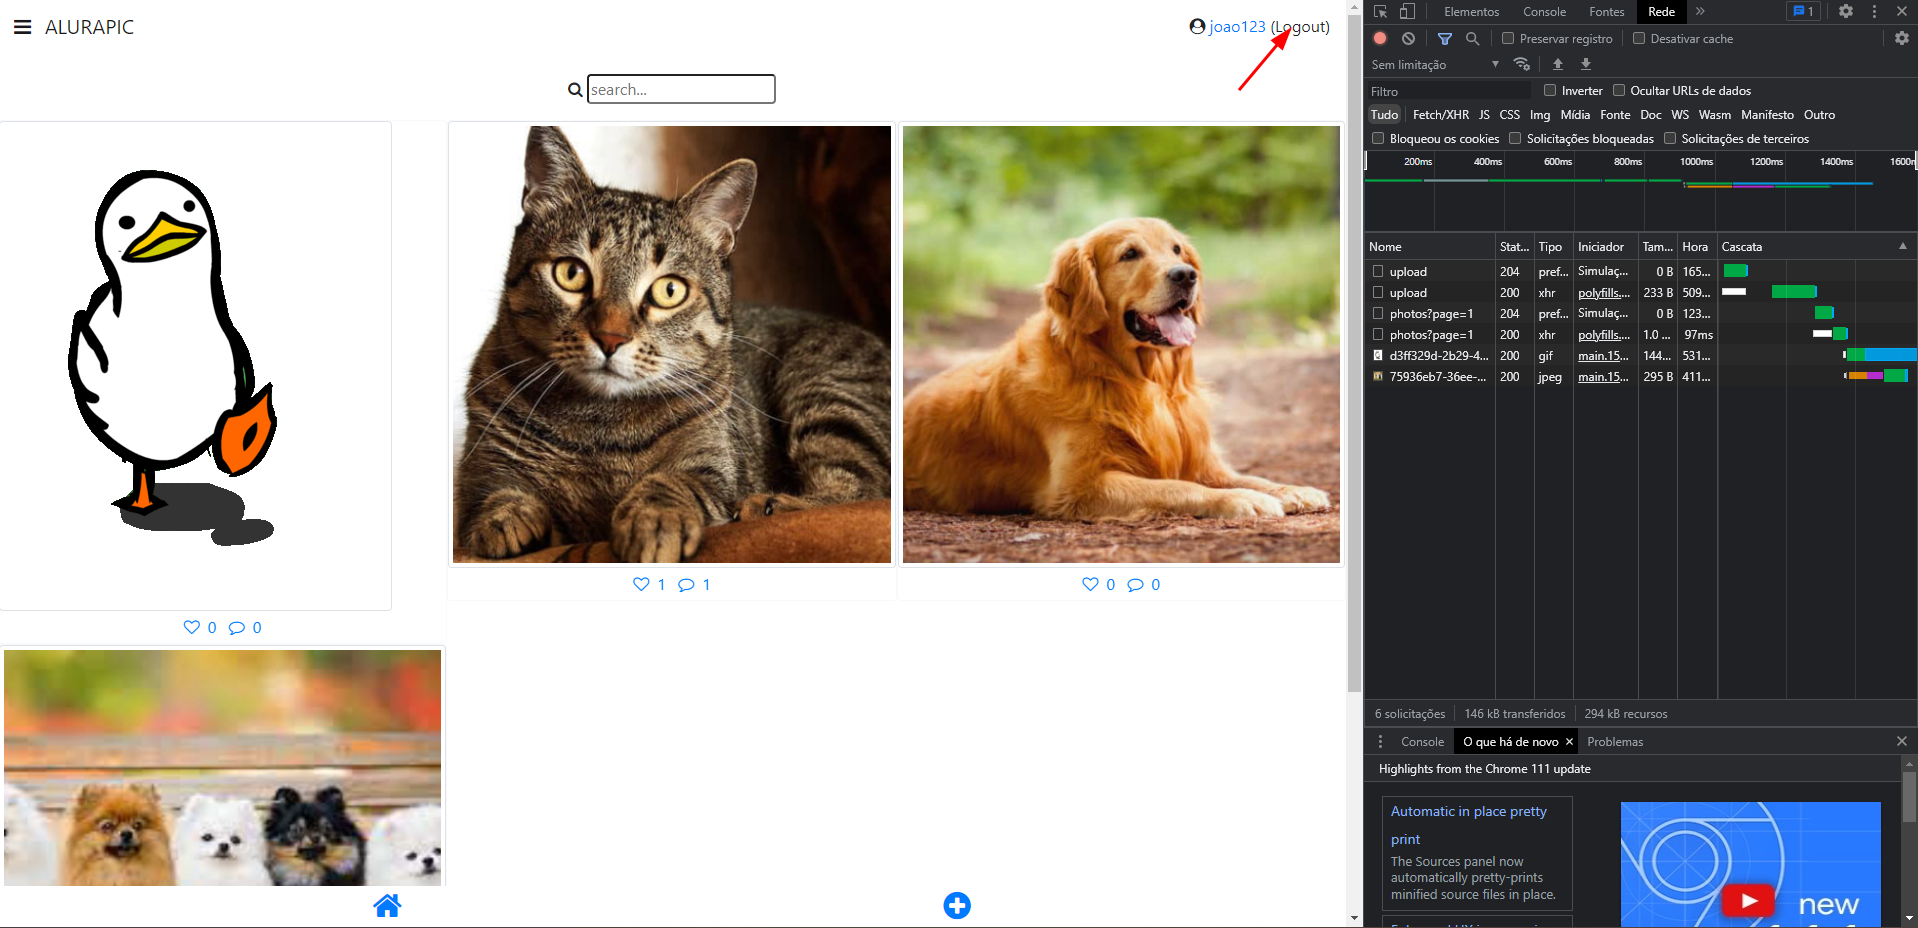 ALURAPIC
joao123 (Logout)
search...
1 1
0 0
0 0
Elementos Console Fontes Rede » 1
Preservar registro Desativar cache
Sem limitação
Filtro Inverter Ocultar URLs de dados
Tudo Fetch/XHR JS CSS Img Mídia Fonte Doc WS Wasm Manifesto Outro
Bloqueou os cookies Solicitações bloqueadas Solicitações de terceiros
200ms 400ms 600ms 800ms 1000ms 1200ms 1400ms 1600m
Nome Stat... Tipo Iniciador Tam... Hora Cascata
upload 204 pref... Simulaç... 0 B 165...
upload 200 xhr polyfills.... 233 B 509...
photos?page=1 204 pref... Simulaç... 0 B 123...
photos?page=1 200 xhr polyfills.... 1.0 ... 97ms
d3ff329d-2b29-4... 200 gif main.15... 144... 531...
75936eb7-36ee-... 200 jpeg main.15... 295 B 411...
6 solicitações 146 kB transferidos 294 kB recursos
Console O que há de novo × Problemas
Highlights from the Chrome 111 update
Automatic in place pretty
print
The Sources panel now
automatically pretty-prints
minified source files in place.
new